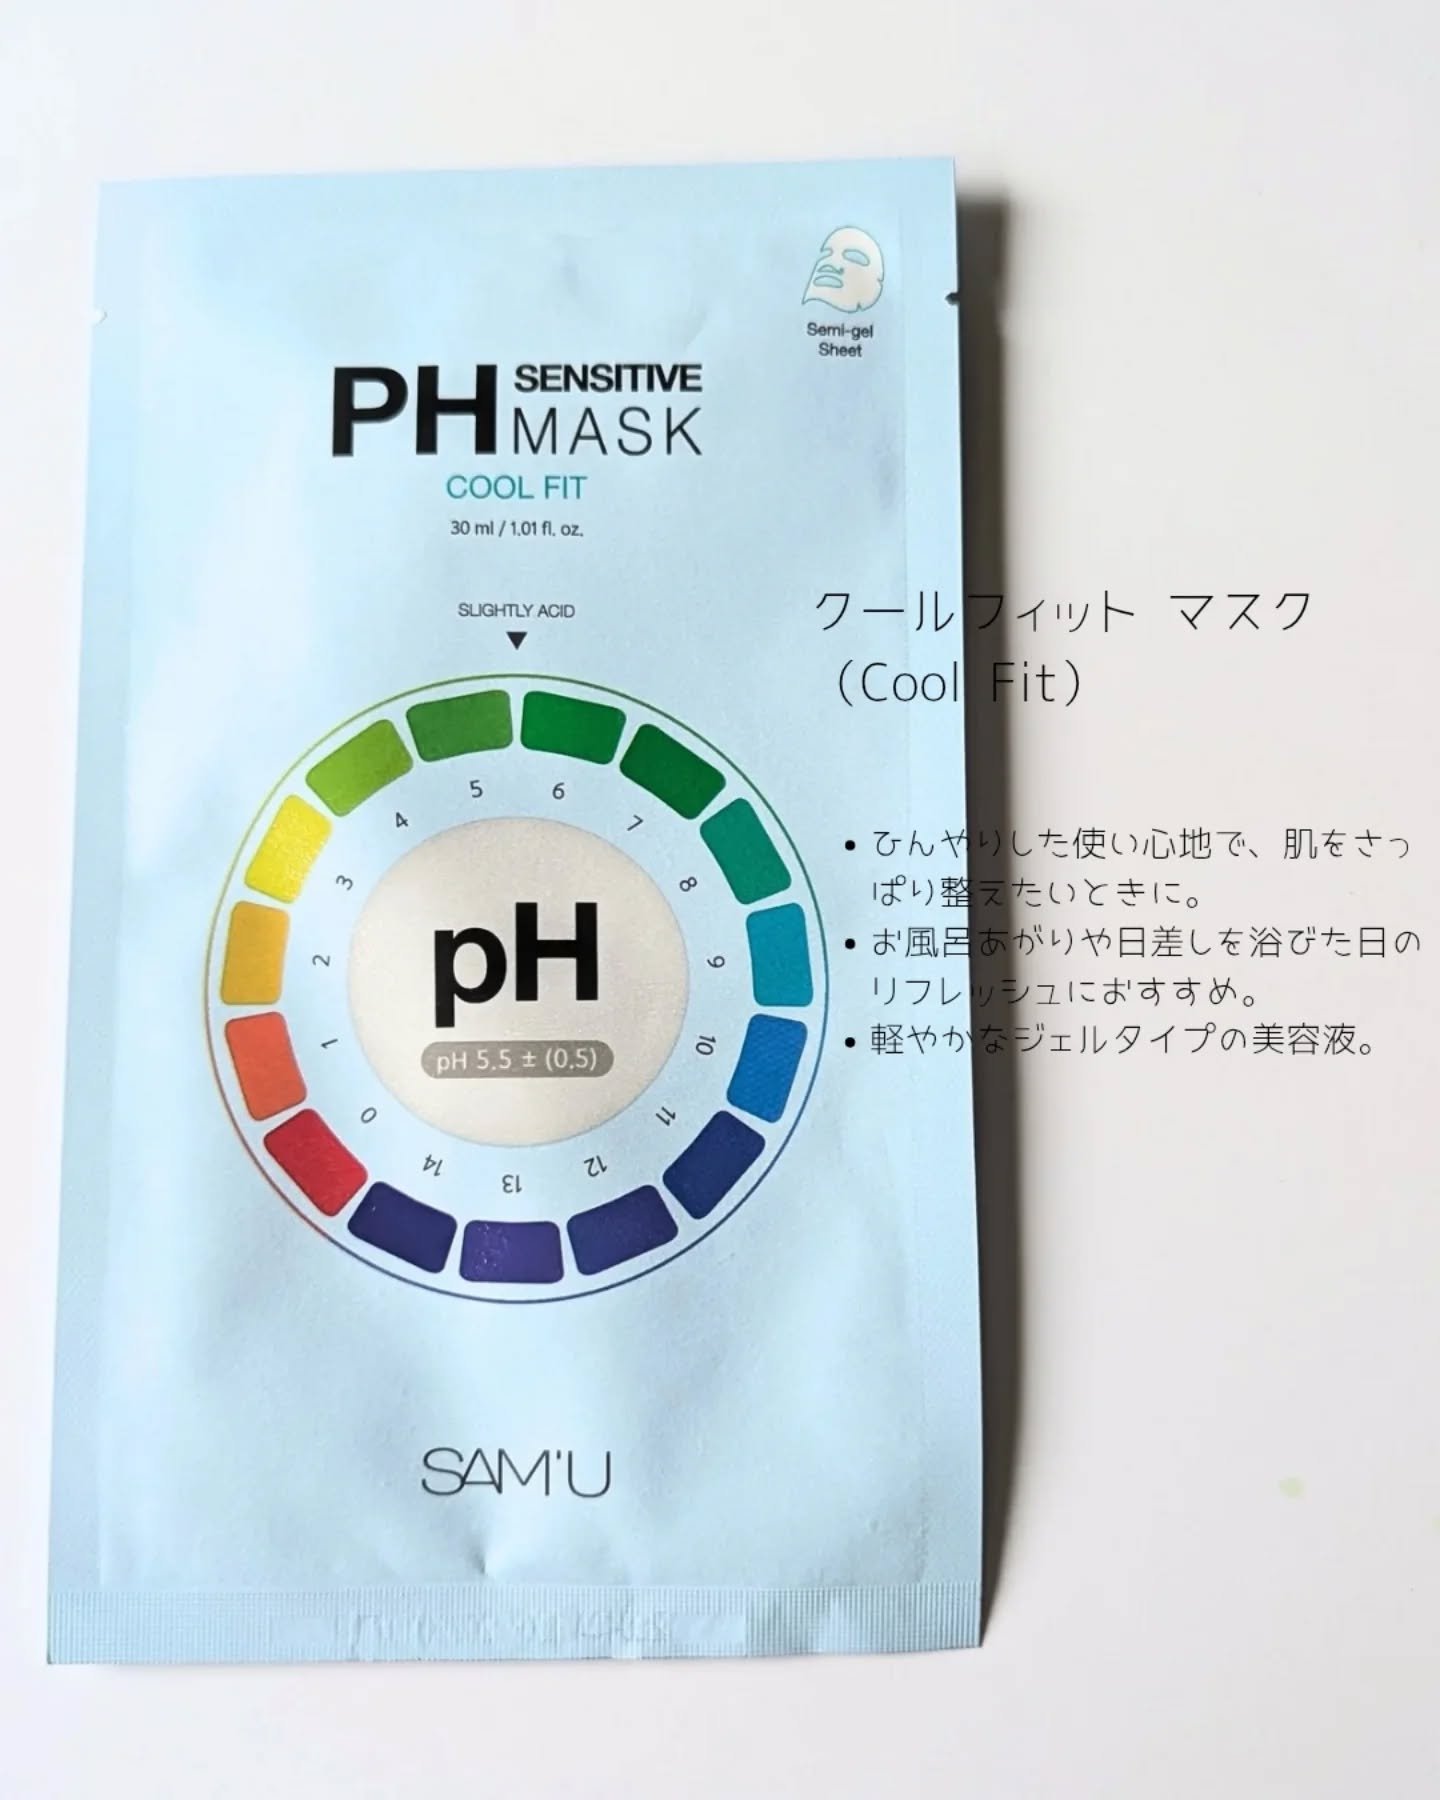 Semi-gel
Sheet
PH SENSITIVE
MASK
COOL FIT
30 ml / 1.01 fl. oz.
SLIGHTLY ACID
0
1
2
3
4
5
6
7
8
9
10
11
12
13
14
pH
pH 5.5 ± (0.5)
SAM'U
クールフィット マスク
（Cool Fit）
• ひんやりした使い心地で、肌をさっ
ぱり整えたいときに。
• お風呂あがりや日差しを浴びた日の
リフレッシュにおすすめ。
• 軽やかなジェルタイプの美容液。